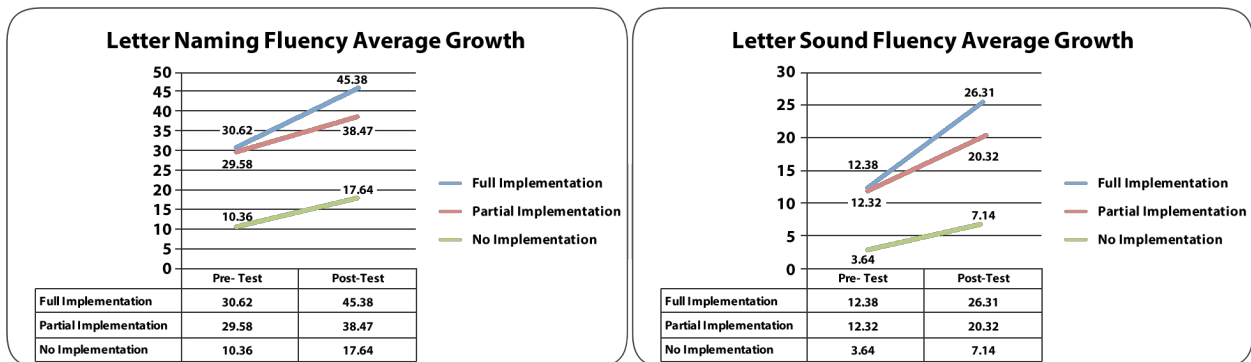 Letter Naming Fluency Average Growth
50
45
40
35
30
25
20
15
10
5
0
45.38
30.62
38.47
29.58
17.64
10.36
Full Implementation
Partial Implementation
No Implementation
Pre- Test Post-Test
Full Implementation 30.62 45.38
Partial Implementation 29.58 38.47
No Implementation 10.36 17.64
Letter Sound Fluency Average Growth
30
25
20
15
10
5
0
26.31
12.38
20.32
12.32
7.14
3.64
Full Implementation
Partial Implementation
No Implementation
Pre- Test Post-Test
Full Implementation 12.38 26.31
Partial Implementation 12.32 20.32
No Implementation 3.64 7.14